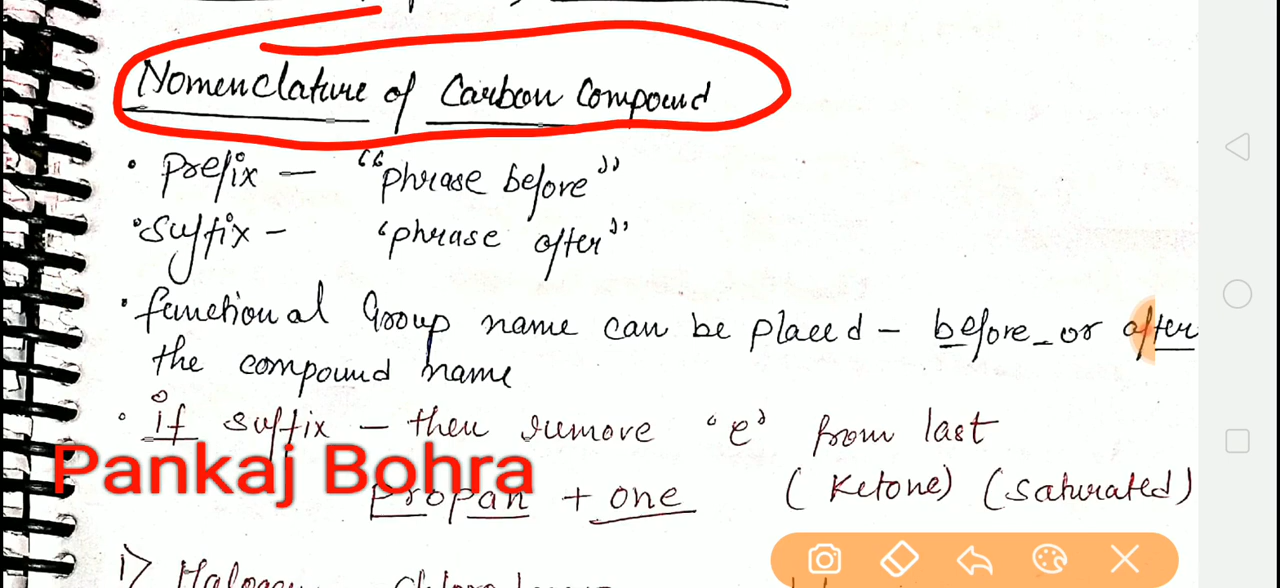 Nomenclature of Carbon Compound
• Prefix — "phrase before"
• Suffix - 'phrase after"
• functional Group name can be placed - before or after
the compound name
• if suffix - then remove 'e' from last
Pankaj Bohra
Propan + one (Ketone) (saturated)